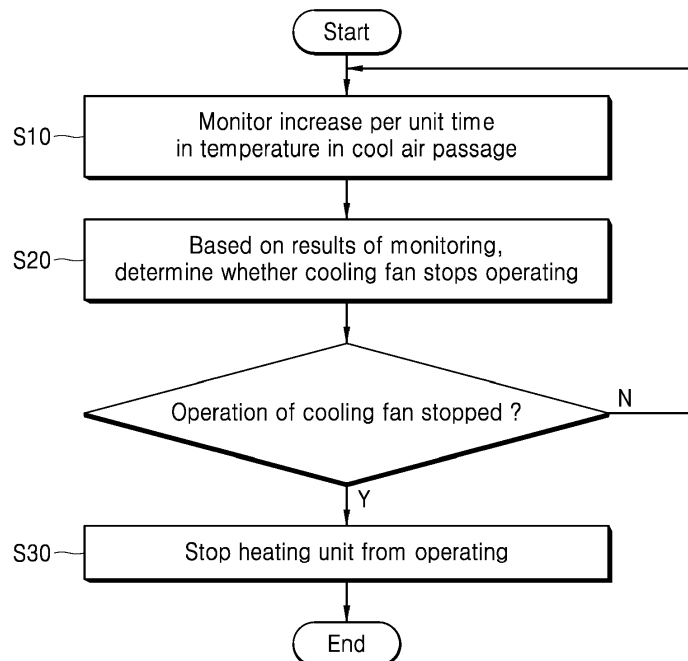 Start
S10
Monitor increase per unit time
in temperature in cool air passage
S20
Based on results of monitoring,
determine whether cooling fan stops operating
Operation of cooling fan stopped ?
N
Y
S30
Stop heating unit from operating
End